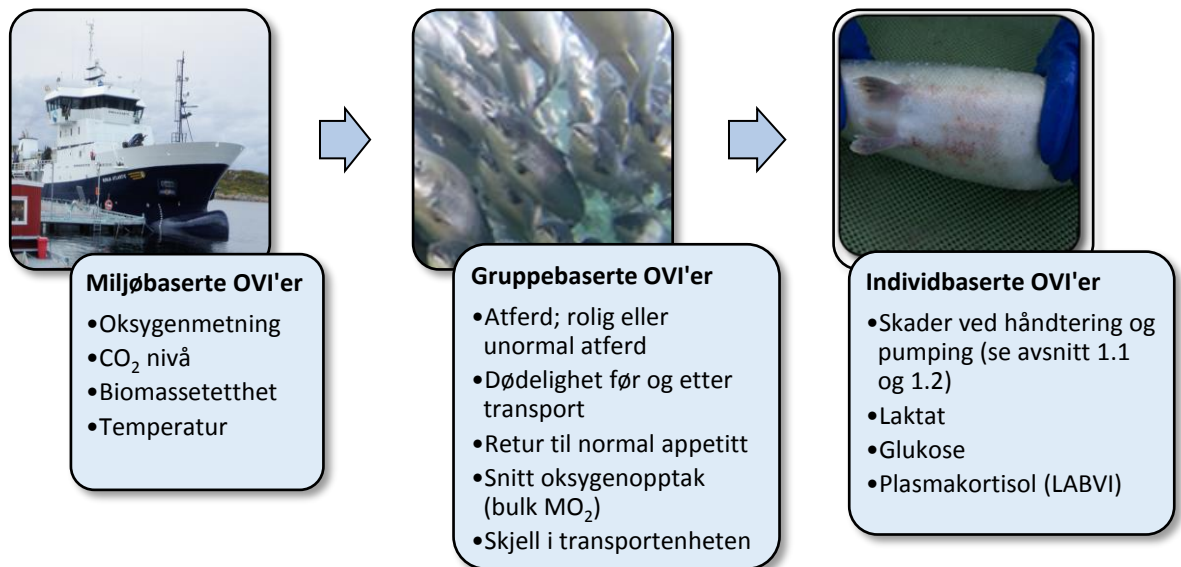 Miljøbaserte OVI'er
•Oksygenmetning
•CO₂ nivå
•Biomassetetthet
•Temperatur
Gruppebaserte OVI'er
•Atferd; rolig eller
unormal atferd
•Dødelighet før og etter
transport
•Retur til normal appetitt
•Snitt oksygenopptak
(bulk MO₂)
•Skjell i transportenheten
Individbaserte OVI'er
•Skader ved håndtering og
pumping (se avsnitt 1.1
og 1.2)
•Laktat
•Glukose
•Plasmakortisol (LABVI)